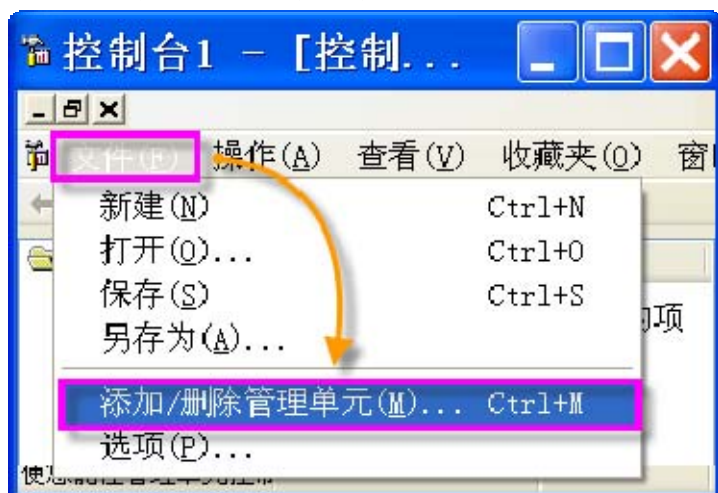 控制台1 - [控制...
文件(F) 操作(A) 查看(V) 收藏夹(O) 窗
新建(N) Ctrl+N
打开(O)... Ctrl+O
保存(S) Ctrl+S
另存为(A)...
项
添加/删除管理单元(M)... Ctrl+M
选项(P)...